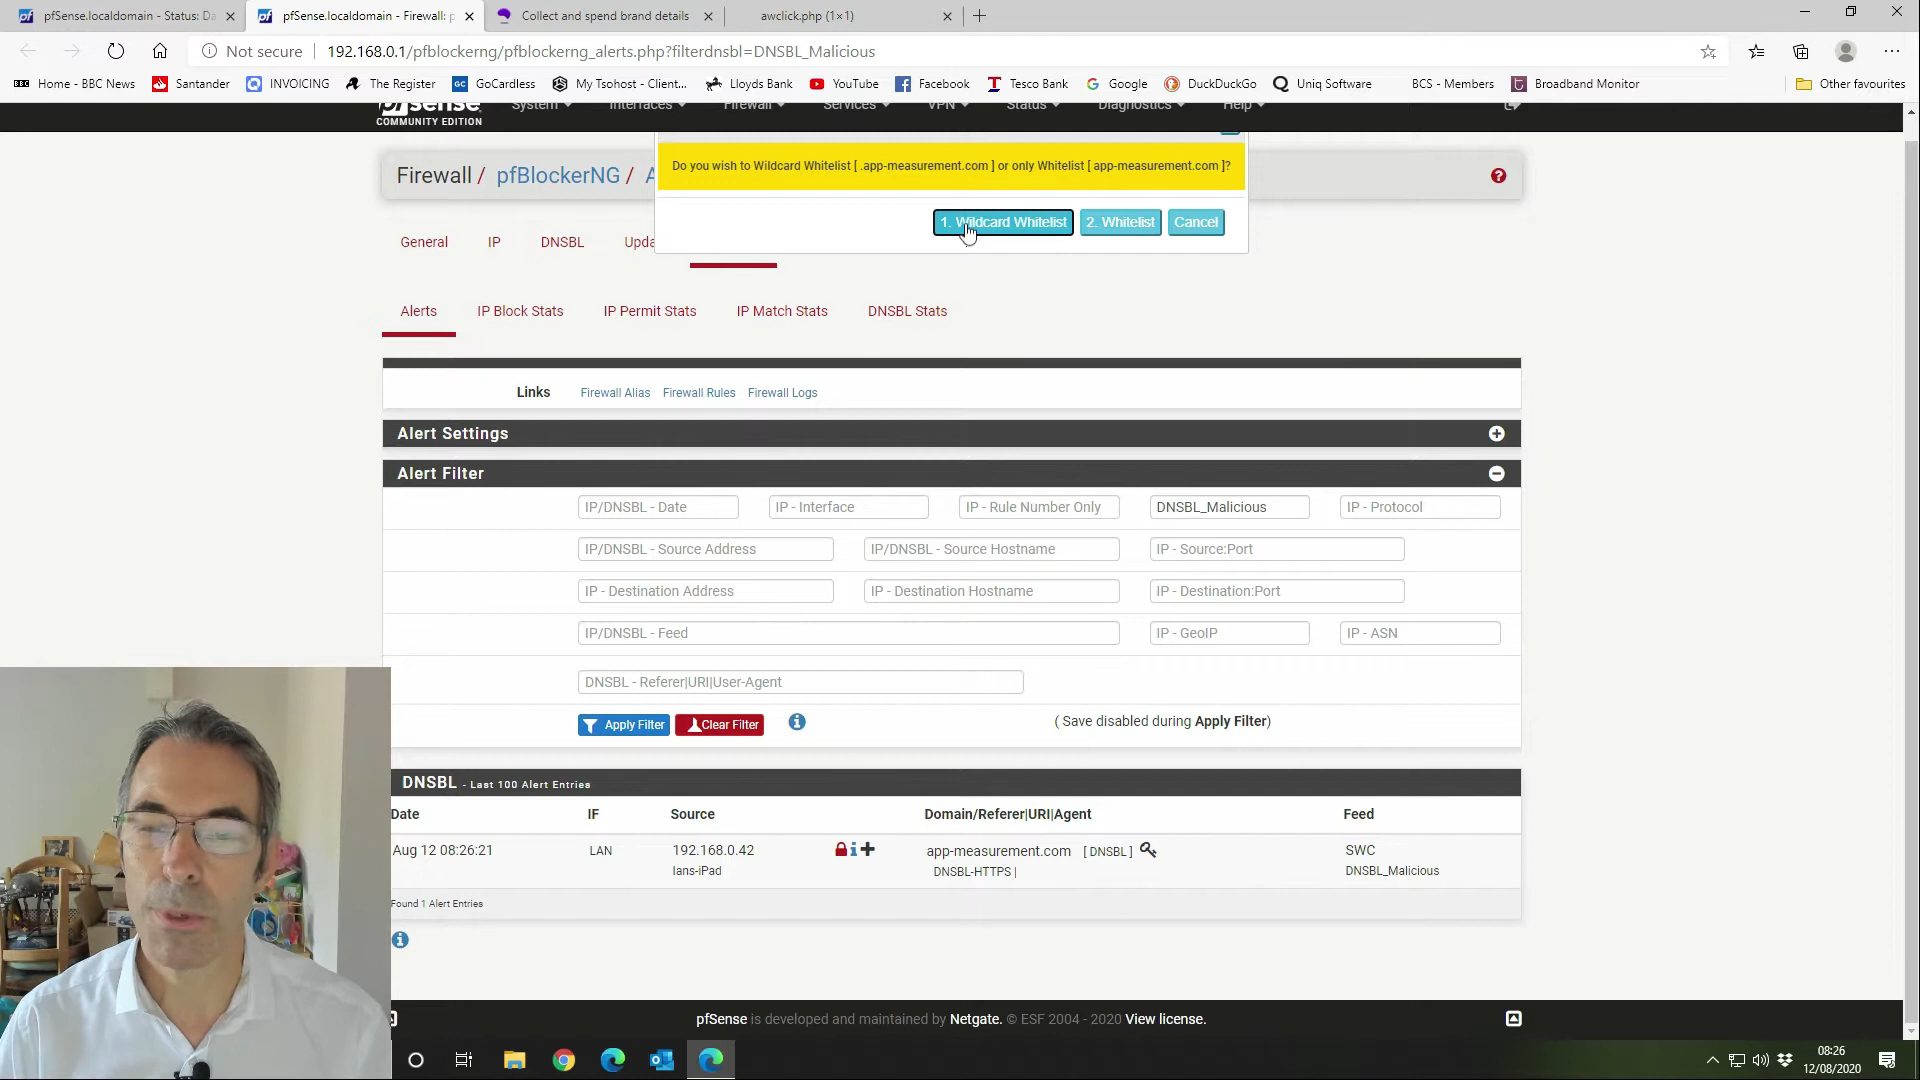 pfSense.localdomain - Status: Da
pfSense.localdomain - Firewall: p
Collect and spend brand details
awclick.php (1×1)
Not secure
192.168.0.1/pfblockerng/pfblockerng_alerts.php?filterdnsbl=DNSBL_Malicious
Home - BBC News
Santander
INVOICING
The Register
GoCardless
My Tsohost - Client...
Lloyds Bank
YouTube
Facebook
Tesco Bank
Google
DuckDuckGo
Uniq Software
BCS - Members
Broadband Monitor
Other favourites
pfSense
COMMUNITY EDITION
System
Interfaces
Firewall
Services
VPN
Status
Diagnostics
Help
Do you wish to Wildcard Whitelist [ .app-measurement.com ] or only Whitelist [ app-measurement.com ]?
1. Wildcard Whitelist
2. Whitelist
Cancel
Firewall / pfBlockerNG / A
General
IP
DNSBL
Upda
Alerts
IP Block Stats
IP Permit Stats
IP Match Stats
DNSBL Stats
Links
Firewall Alias
Firewall Rules
Firewall Logs
Alert Settings
Alert Filter
IP/DNSBL - Date
IP - Interface
IP - Rule Number Only
DNSBL_Malicious
IP - Protocol
IP/DNSBL - Source Address
IP/DNSBL - Source Hostname
IP - Source:Port
IP - Destination Address
IP - Destination Hostname
IP - Destination:Port
IP/DNSBL - Feed
IP - GeoIP
IP - ASN
DNSBL - Referer|URI|User-Agent
Apply Filter
Clear Filter
( Save disabled during Apply Filter)
DNSBL - Last 100 Alert Entries
Date
IF
Source
Domain/Referer|URI|Agent
Feed
Aug 12 08:26:21
LAN
192.168.0.42
Ians-iPad
app-measurement.com [ DNSBL ]
DNSBL-HTTPS |
SWC
DNSBL_Malicious
Found 1 Alert Entries
pfSense is developed and maintained by Netgate. © ESF 2004 - 2020 View license.
08:26
12/08/2020